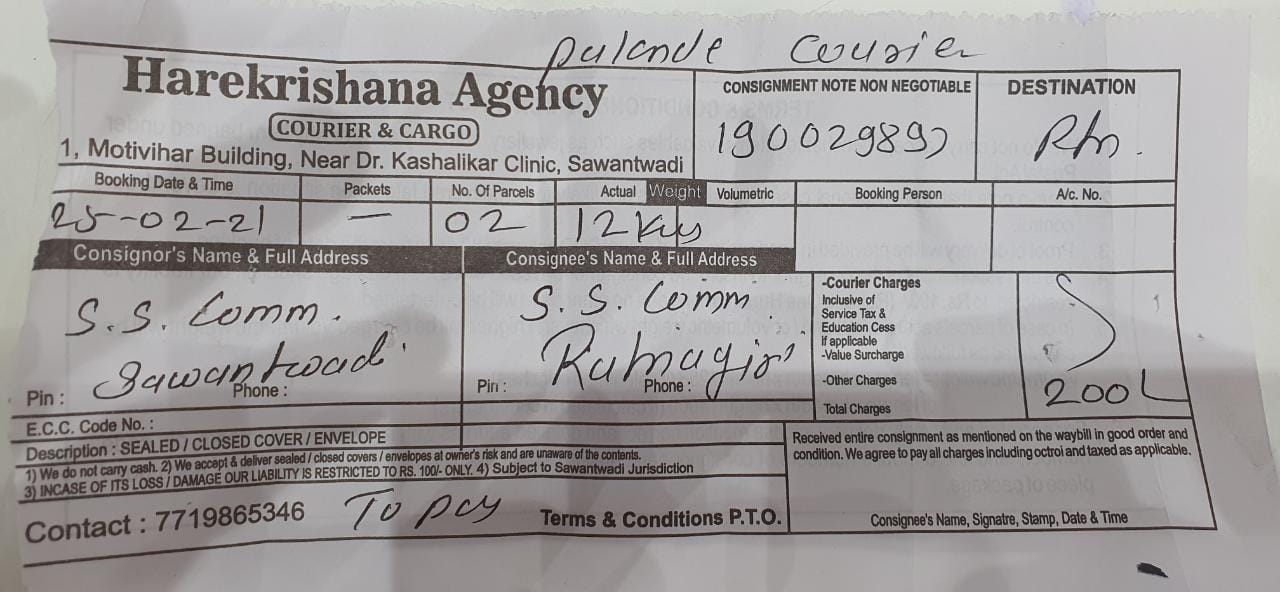 Palande Courier
Harekrishana Agency
COURIER & CARGO
1, Motivihar Building, Near Dr. Kashalikar Clinic, Sawantwadi
CONSIGNMENT NOTE NON NEGOTIABLE
190029897
DESTINATION
Rtn.
Booking Date & Time Packets No. Of Parcels Actual Weight Volumetric Booking Person A/c. No.
25-02-21 — 02 12 Kgs
Consignor's Name & Full Address
S.S. Comm.
Sawantwadi
Pin : Phone :
Consignee's Name & Full Address
S.S. Comm
Ratnagiri
Pin : Phone :
-Courier Charges
Inclusive of
Service Tax &
Education Cess
If applicable
-Value Surcharge
-Other Charges
Total Charges
200
E.C.C. Code No. :
Description : SEALED / CLOSED COVER / ENVELOPE
1) We do not carry cash. 2) We accept & deliver sealed / closed covers / envelopes at owner's risk and are unaware of the contents.
3) INCASE OF ITS LOSS / DAMAGE OUR LIABILITY IS RESTRICTED TO RS. 100/- ONLY. 4) Subject to Sawantwadi Jurisdiction
Contact : 7719865346 To pay Terms & Conditions P.T.O.
Received entire consignment as mentioned on the waybill in good order and
condition. We agree to pay all charges including octroi and taxed as applicable.
Consignee's Name, Signatre, Stamp, Date & Time